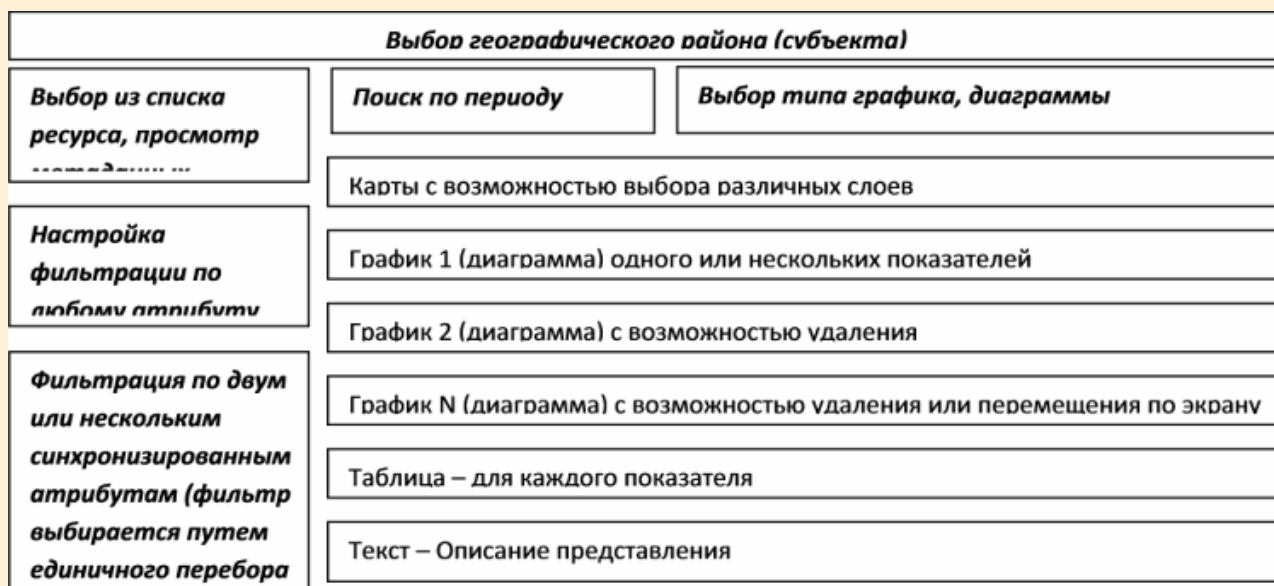 Выбор географического района (субъекта)
Выбор из списка
ресурса, просмотр
метаданных
Поиск по периоду
Выбор типа графика, диаграммы
Настройка
фильтрации по
любому атрибуту
Фильтрация по двум
или нескольким
синхронизированным
атрибутам (фильтр
выбирается путем
единичного перебора
Карты с возможностью выбора различных слоев
График 1 (диаграмма) одного или нескольких показателей
График 2 (диаграмма) с возможностью удаления
График N (диаграмма) с возможностью удаления или перемещения по экрану
Таблица – для каждого показателя
Текст – Описание представления